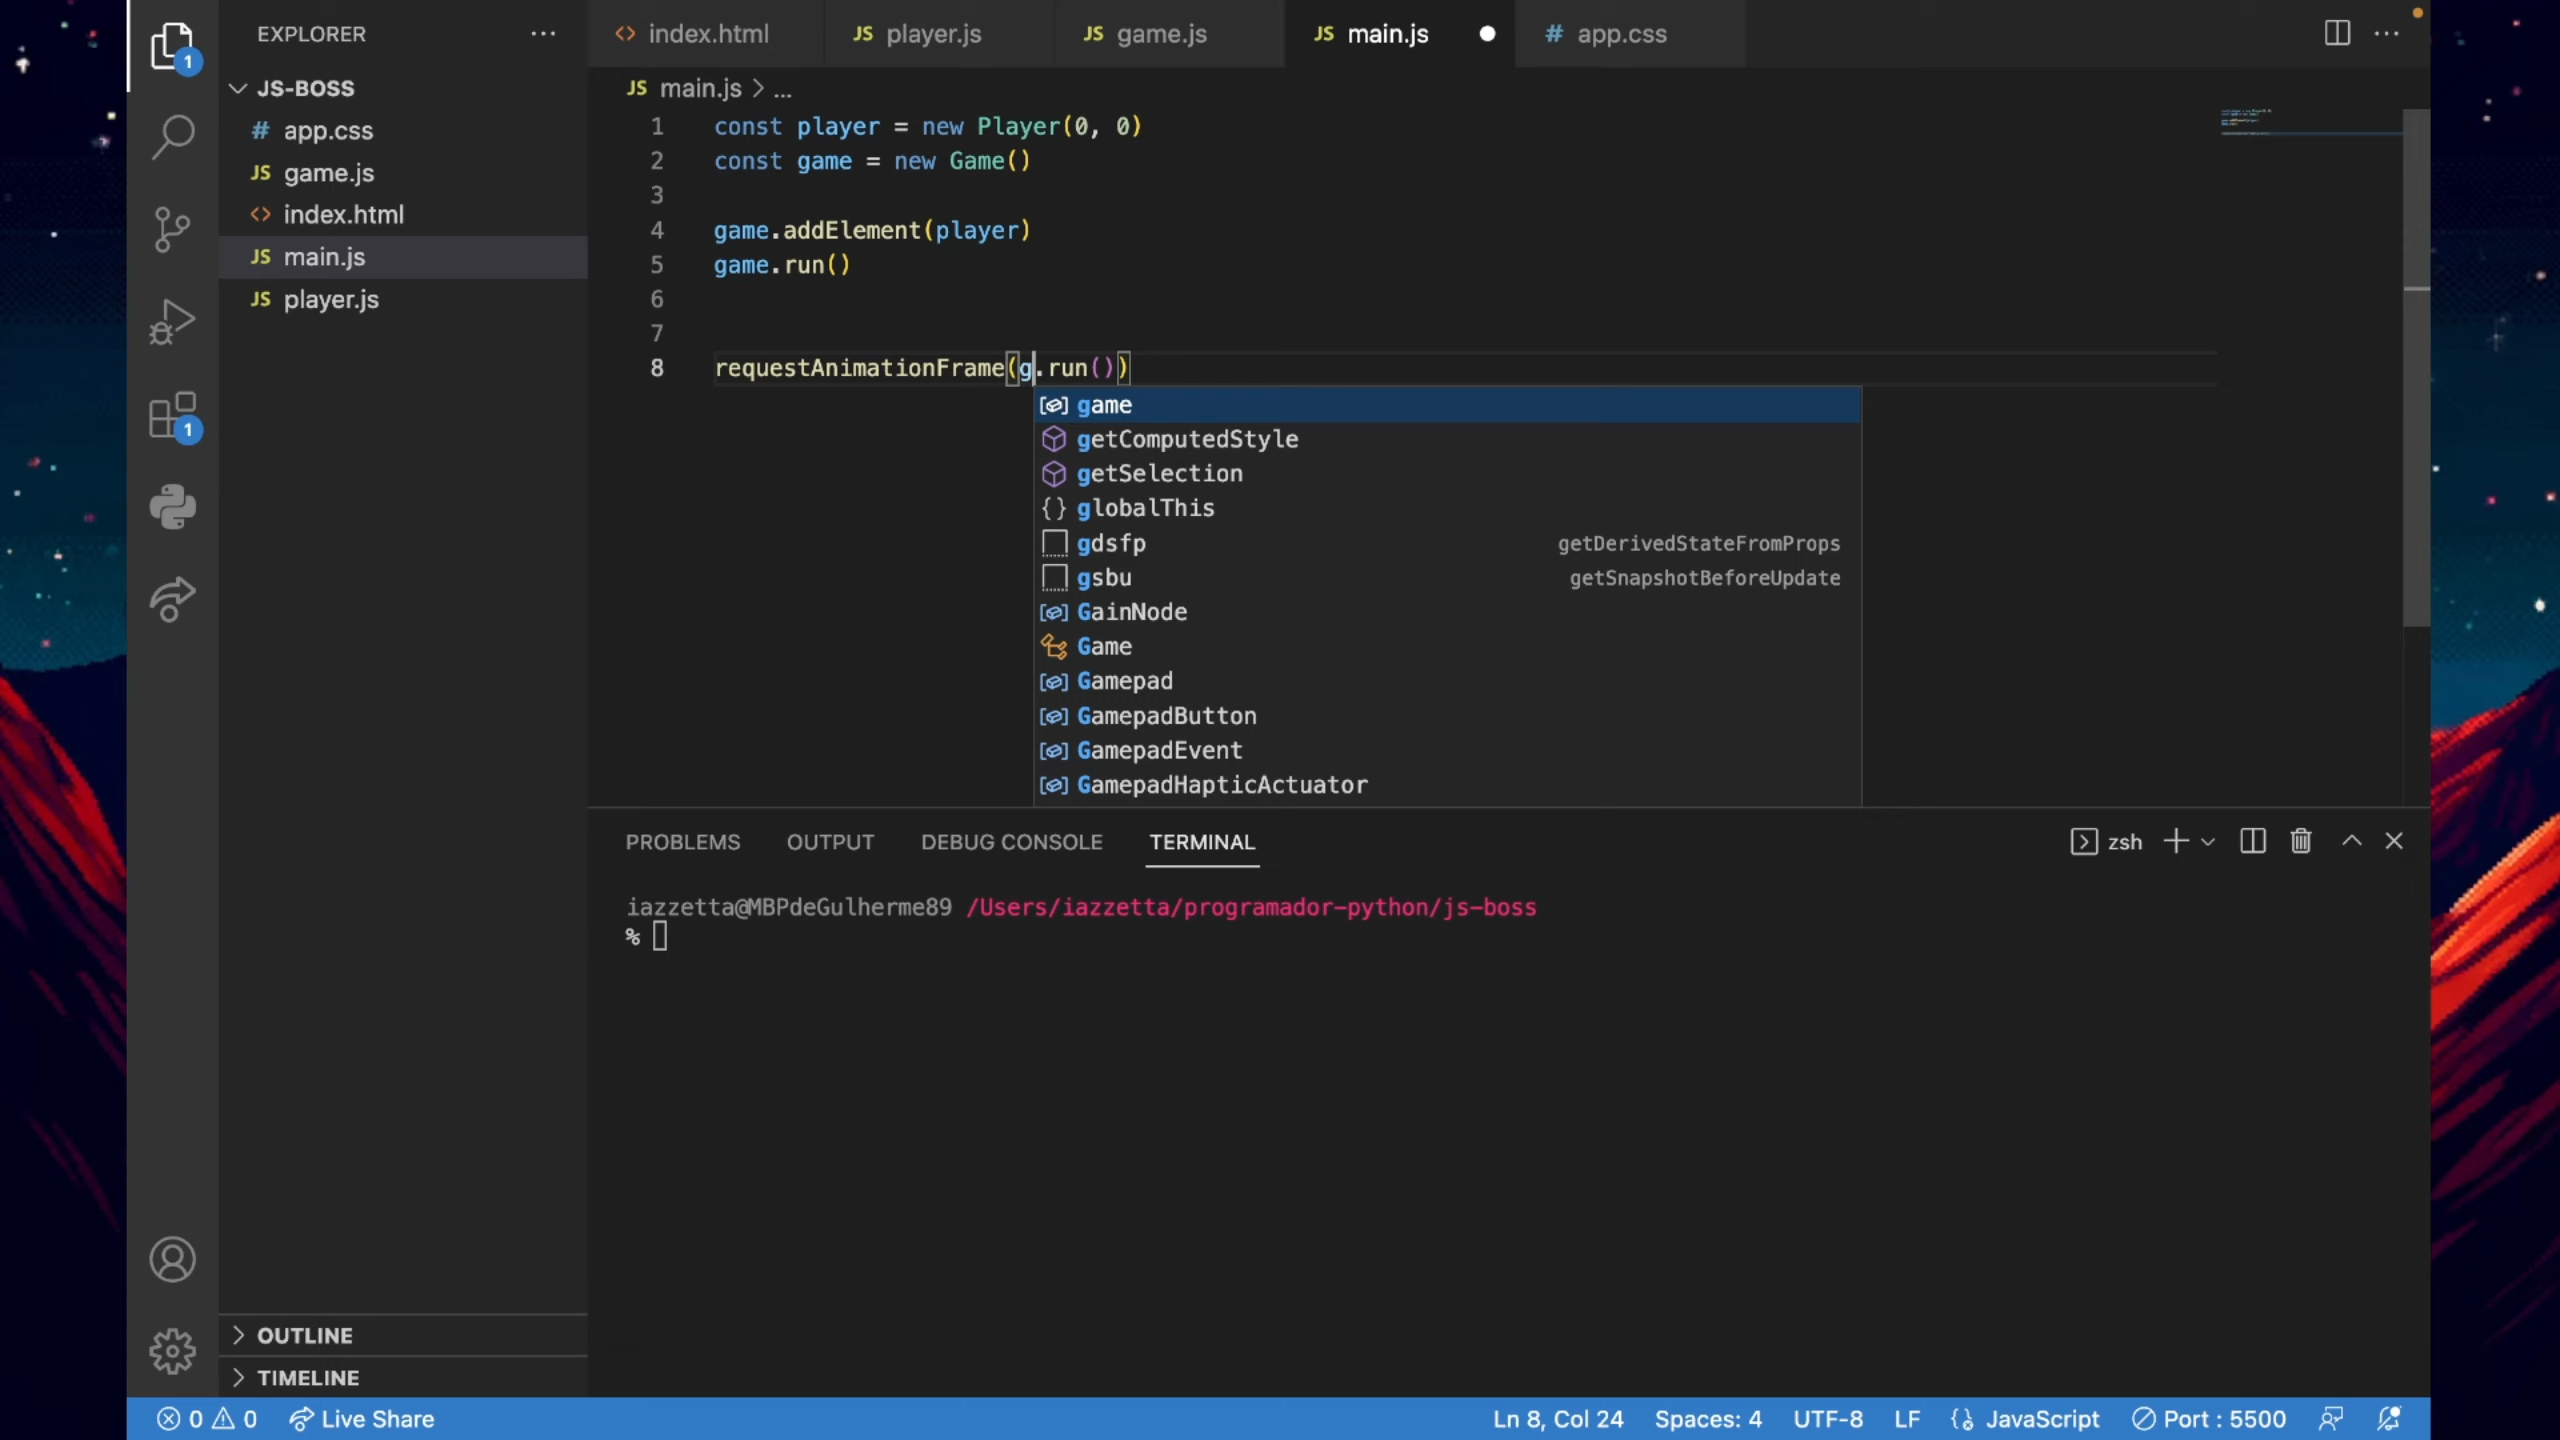 EXPLORER
JS-BOSS
app.css
game.js
index.html
main.js
player.js
OUTLINE
TIMELINE
1
1
index.html
JS player.js
JS game.js
JS main.js
# app.css
JS main.js > ...
1 const player = new Player(0, 0)
2 const game = new Game()
3
4 game.addElement(player)
5 game.run()
6
7
8 requestAnimationFrame(g.run())
game
getComputedStyle
getSelection
globalThis
gdsfp getDerivedStateFromProps
gsbu getSnapshotBeforeUpdate
GainNode
Game
Gamepad
GamepadButton
GamepadEvent
GamepadHapticActuator
PROBLEMS OUTPUT DEBUG CONSOLE TERMINAL
zsh
iazzetta@MBPdeGulherme89 /Users/iazzetta/programador-python/js-boss
%
0 0 Live Share
Ln 8, Col 24 Spaces: 4 UTF-8 LF JavaScript Port : 5500